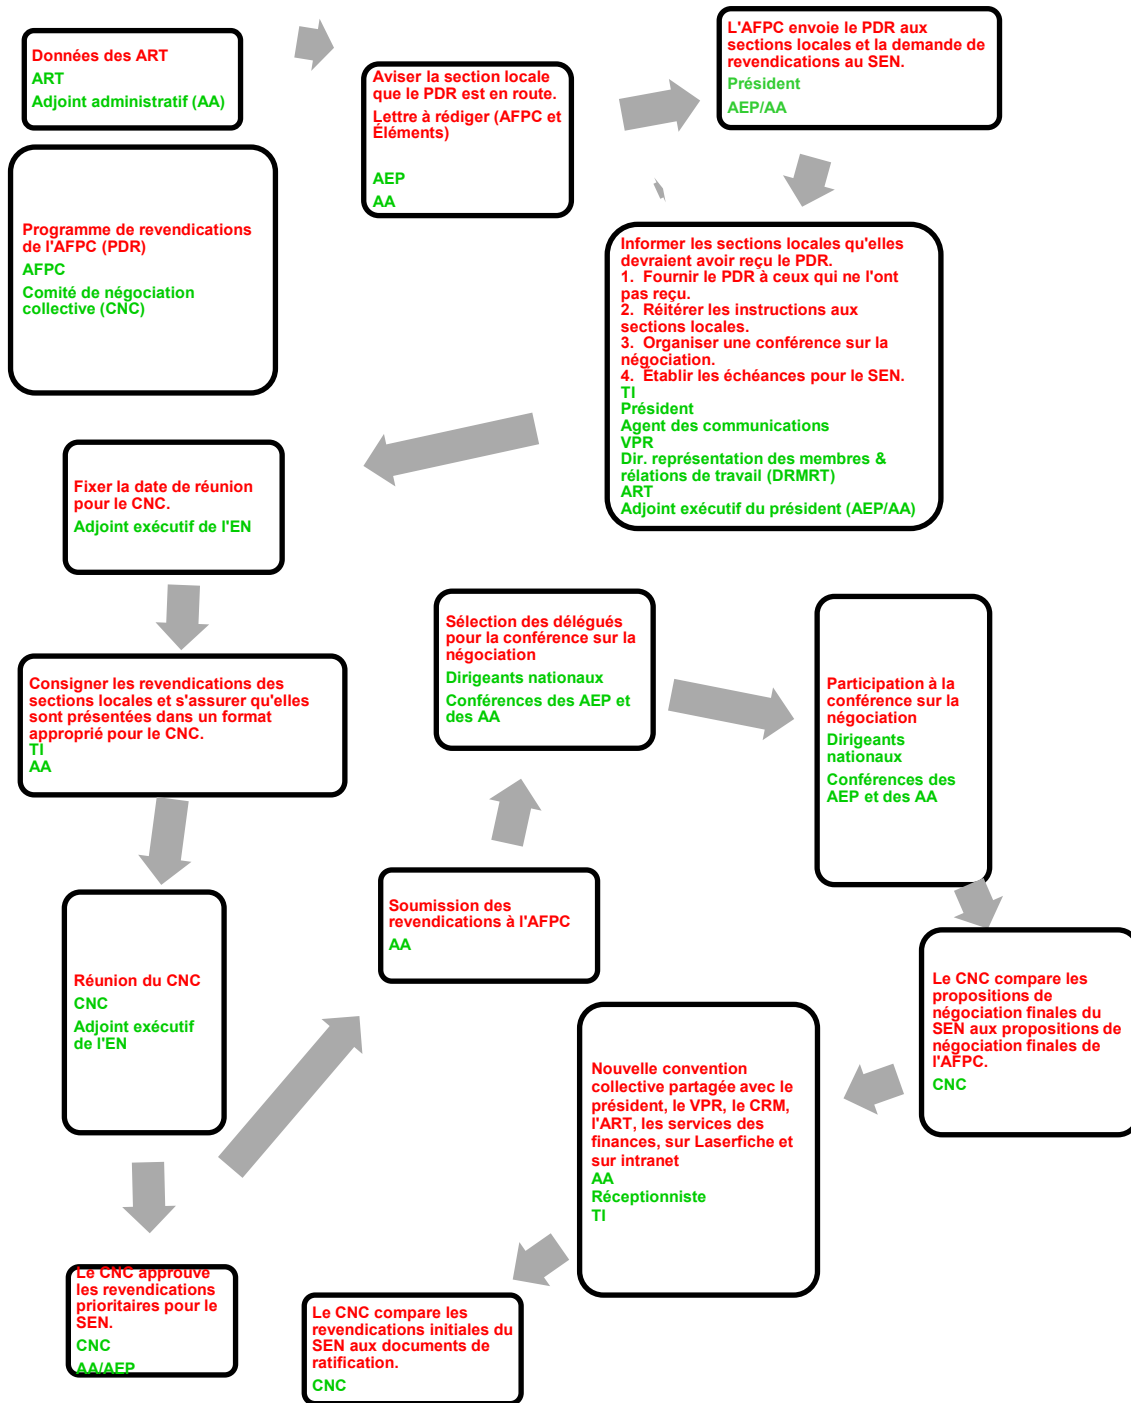 Données des ART
ART
Adjoint administratif (AA)
Programme de revendications
de l'AFPC (PDR)
AFPC
Comité de négociation
collective (CNC)
Aviser la section locale
que le PDR est en route.
Lettre à rédiger (AFPC et
Éléments)
AEP
AA
L'AFPC envoie le PDR aux
sections locales et la demande de
revendications au SEN.
Président
AEP/AA
Informer les sections locales qu'elles
devraient avoir reçu le PDR.
1. Fournir le PDR à ceux qui ne l'ont
pas reçu.
2. Réitérer les instructions aux
sections locales.
3. Organiser une conférence sur la
négociation.
4. Établir les échéances pour le SEN.
TI
Président
Agent des communications
VPR
Dir. représentation des membres &
rélations de travail (DRMRT)
ART
Adjoint exécutif du président (AEP/AA)
Fixer la date de réunion
pour le CNC.
Adjoint exécutif de l'EN
Consigner les revendications des
sections locales et s'assurer qu'elles
sont présentées dans un format
approprié pour le CNC.
TI
AA
Réunion du CNC
CNC
Adjoint exécutif
de l'EN
Le CNC approuve
les revendications
prioritaires pour le
SEN.
CNC
AA/AEP
Soumission des
revendications à l'AFPC
AA
Sélection des délégués
pour la conférence sur la
négociation
Dirigeants nationaux
Conférences des AEP et
des AA
Participation à la
conférence sur la
négociation
Dirigeants
nationaux
Conférences des
AEP et des AA
Le CNC compare les
propositions de
négociation finales du
SEN aux propositions de
négociation finales de
l'AFPC.
CNC
Nouvelle convention
collective partagée avec le
président, le VPR, le CRM,
l'ART, les services des
finances, sur Laserfiche et
sur intranet
AA
Réceptionniste
TI
Le CNC compare les
revendications initiales du
SEN aux documents de
ratification.
CNC